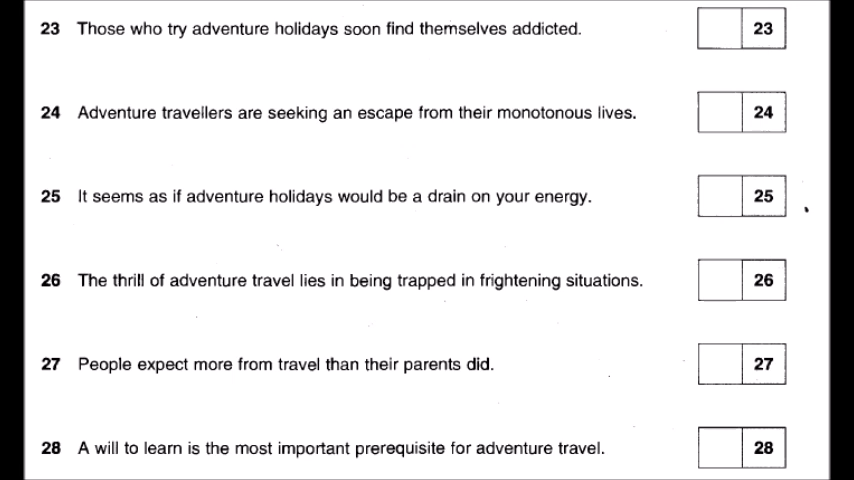 23 Those who try adventure holidays soon find themselves addicted. 23
24 Adventure travellers are seeking an escape from their monotonous lives. 24
25 It seems as if adventure holidays would be a drain on your energy. 25
26 The thrill of adventure travel lies in being trapped in frightening situations. 26
27 People expect more from travel than their parents did. 27
28 A will to learn is the most important prerequisite for adventure travel. 28